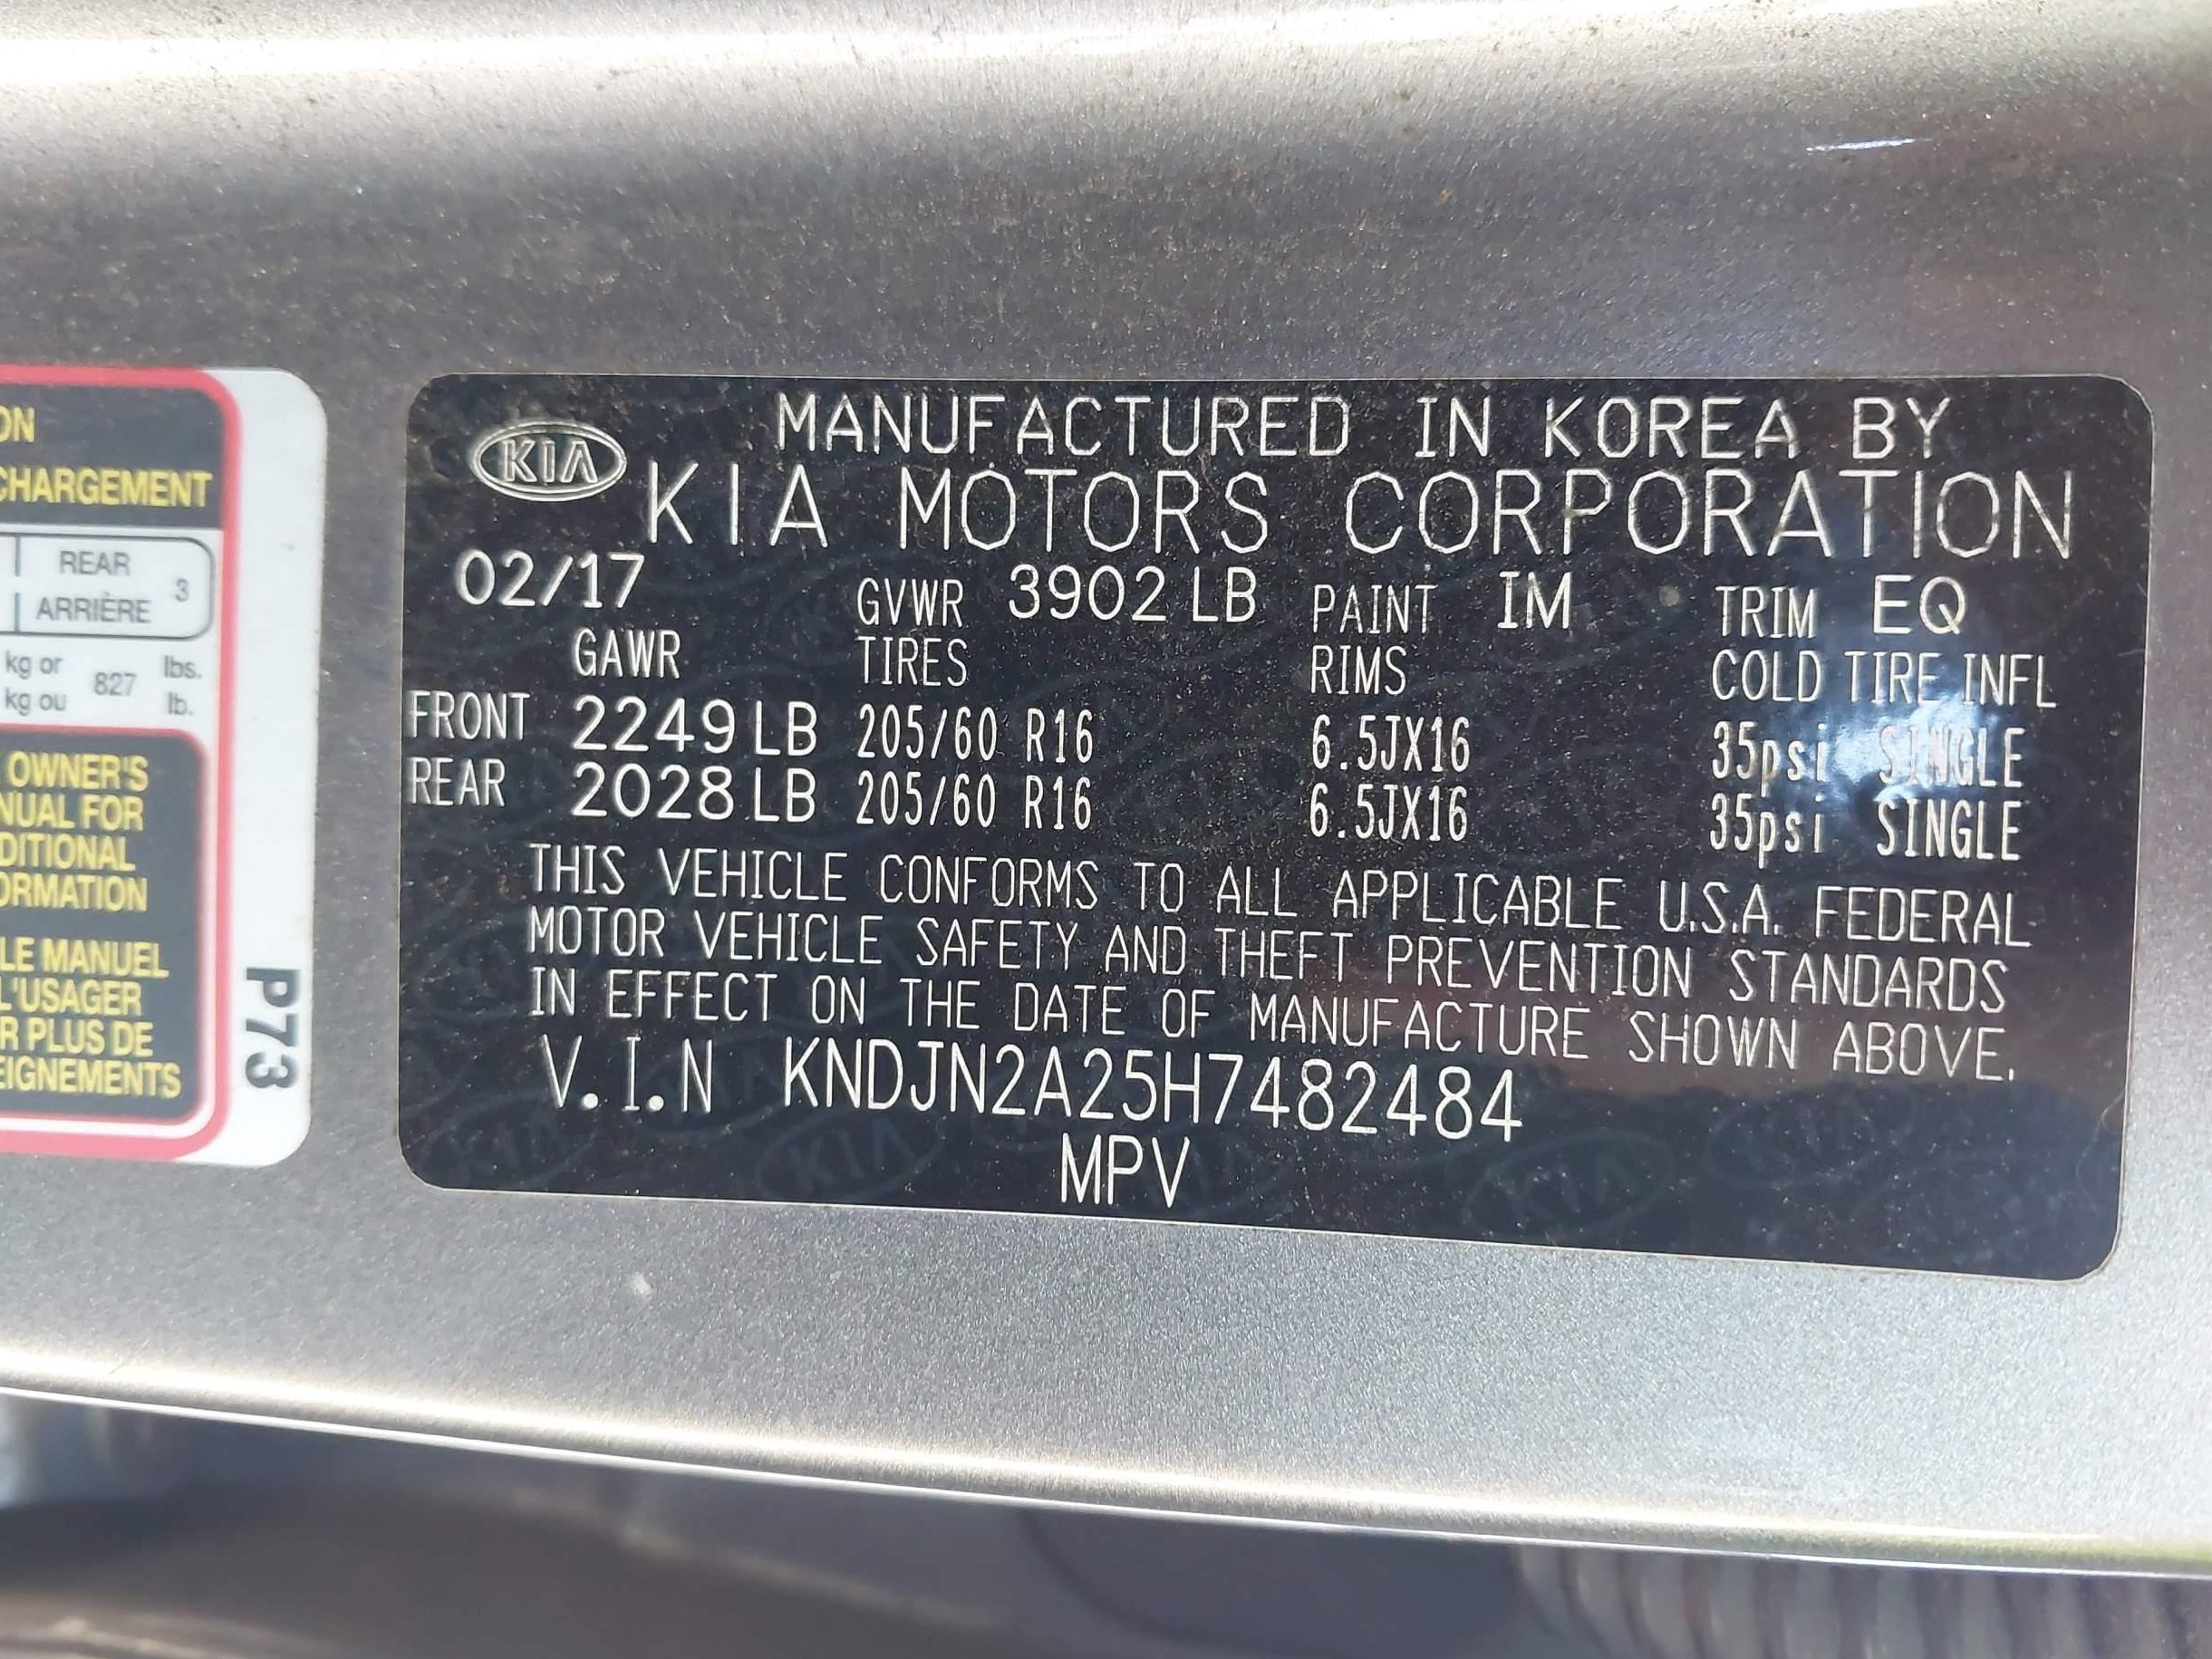 ON
CHARGEMENT
REAR
ARRIÈRE
3
kg or
kg ou
827
lbs.
lb.
OWNER'S
FOR
LE MANUEL
L'USAGER
PLUS DE
P73
KIA
MANUFACTURED IN KOREA BY
KIA MOTORS CORPORATION
02/17 GVWR 3902 LB PAINT IM TRIM EQ
GAWR TIRES RIMS COLD TIRE INFL
FRONT 2249 LB 205/60 R16 6.5JX16 35psi SINGLE
REAR 2028 LB 205/60 R16 6.5JX16 35psi SINGLE
THIS VEHICLE CONFORMS TO ALL APPLICABLE U.S.A. FEDERAL
MOTOR VEHICLE SAFETY AND THEFT PREVENTION STANDARDS
IN EFFECT ON THE DATE OF MANUFACTURE SHOWN ABOVE.
V.I.N KNDJN2A25H7482484
MPV